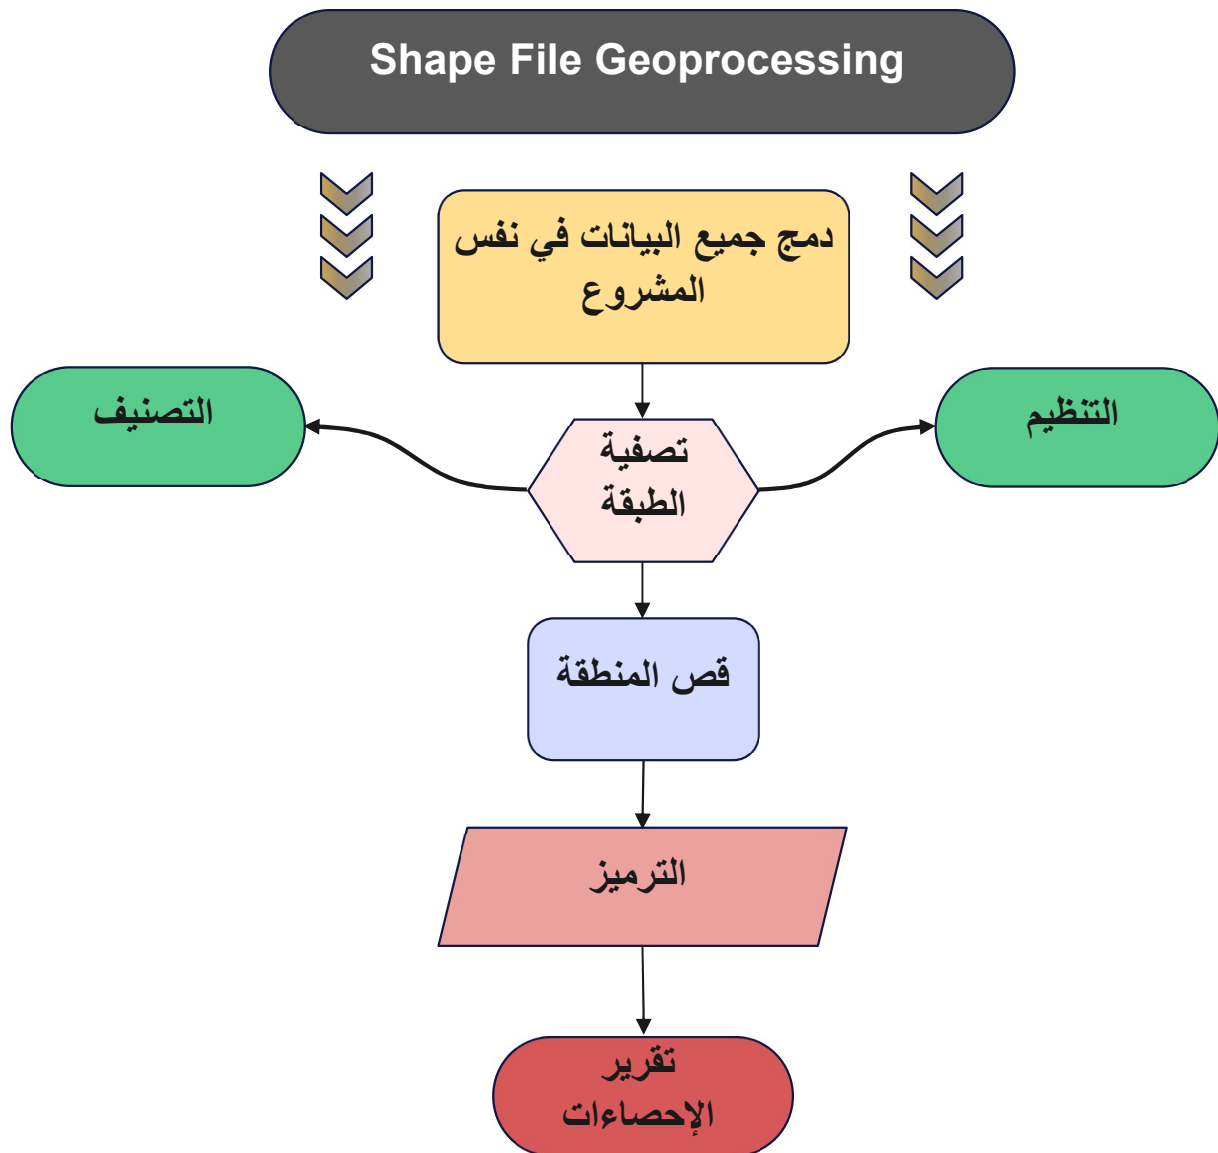 Shape File Geoprocessing
دمج جميع البيانات في نفس
المشروع
التنظيم
التصنيف
تصفية
الطبقة
قص المنطقة
الترميز
تقرير
الإحصاءات